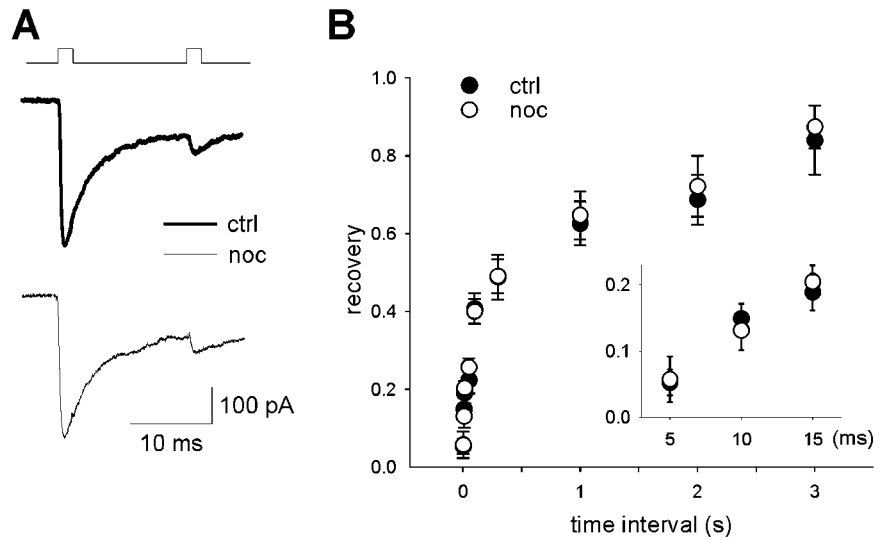 A
ctrl
noc
100 pA
10 ms
B
ctrl
noc
1.0
0.8
0.6
0.4
0.2
0.0
recovery
0 1 2 3
time interval (s)
0.2
0.1
0.0
5 10 15 (ms)